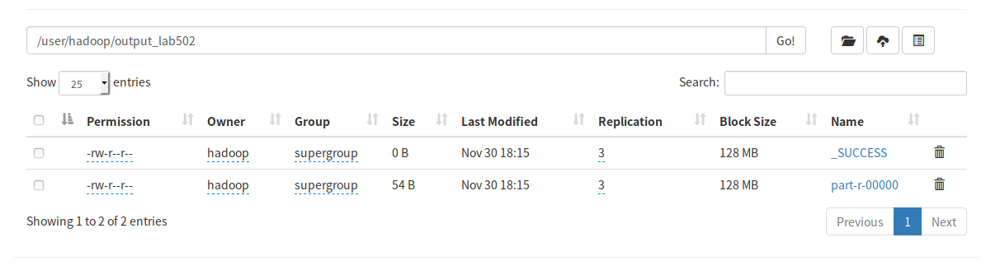 /user/hadoop/output_lab502 Go!
Show 25 entries Search:
Permission Owner Group Size Last Modified Replication Block Size Name
-rw-r--r-- hadoop supergroup 0 B Nov 30 18:15 3 128 MB _SUCCESS
-rw-r--r-- hadoop supergroup 54 B Nov 30 18:15 3 128 MB part-r-00000
Showing 1 to 2 of 2 entries Previous 1 Next